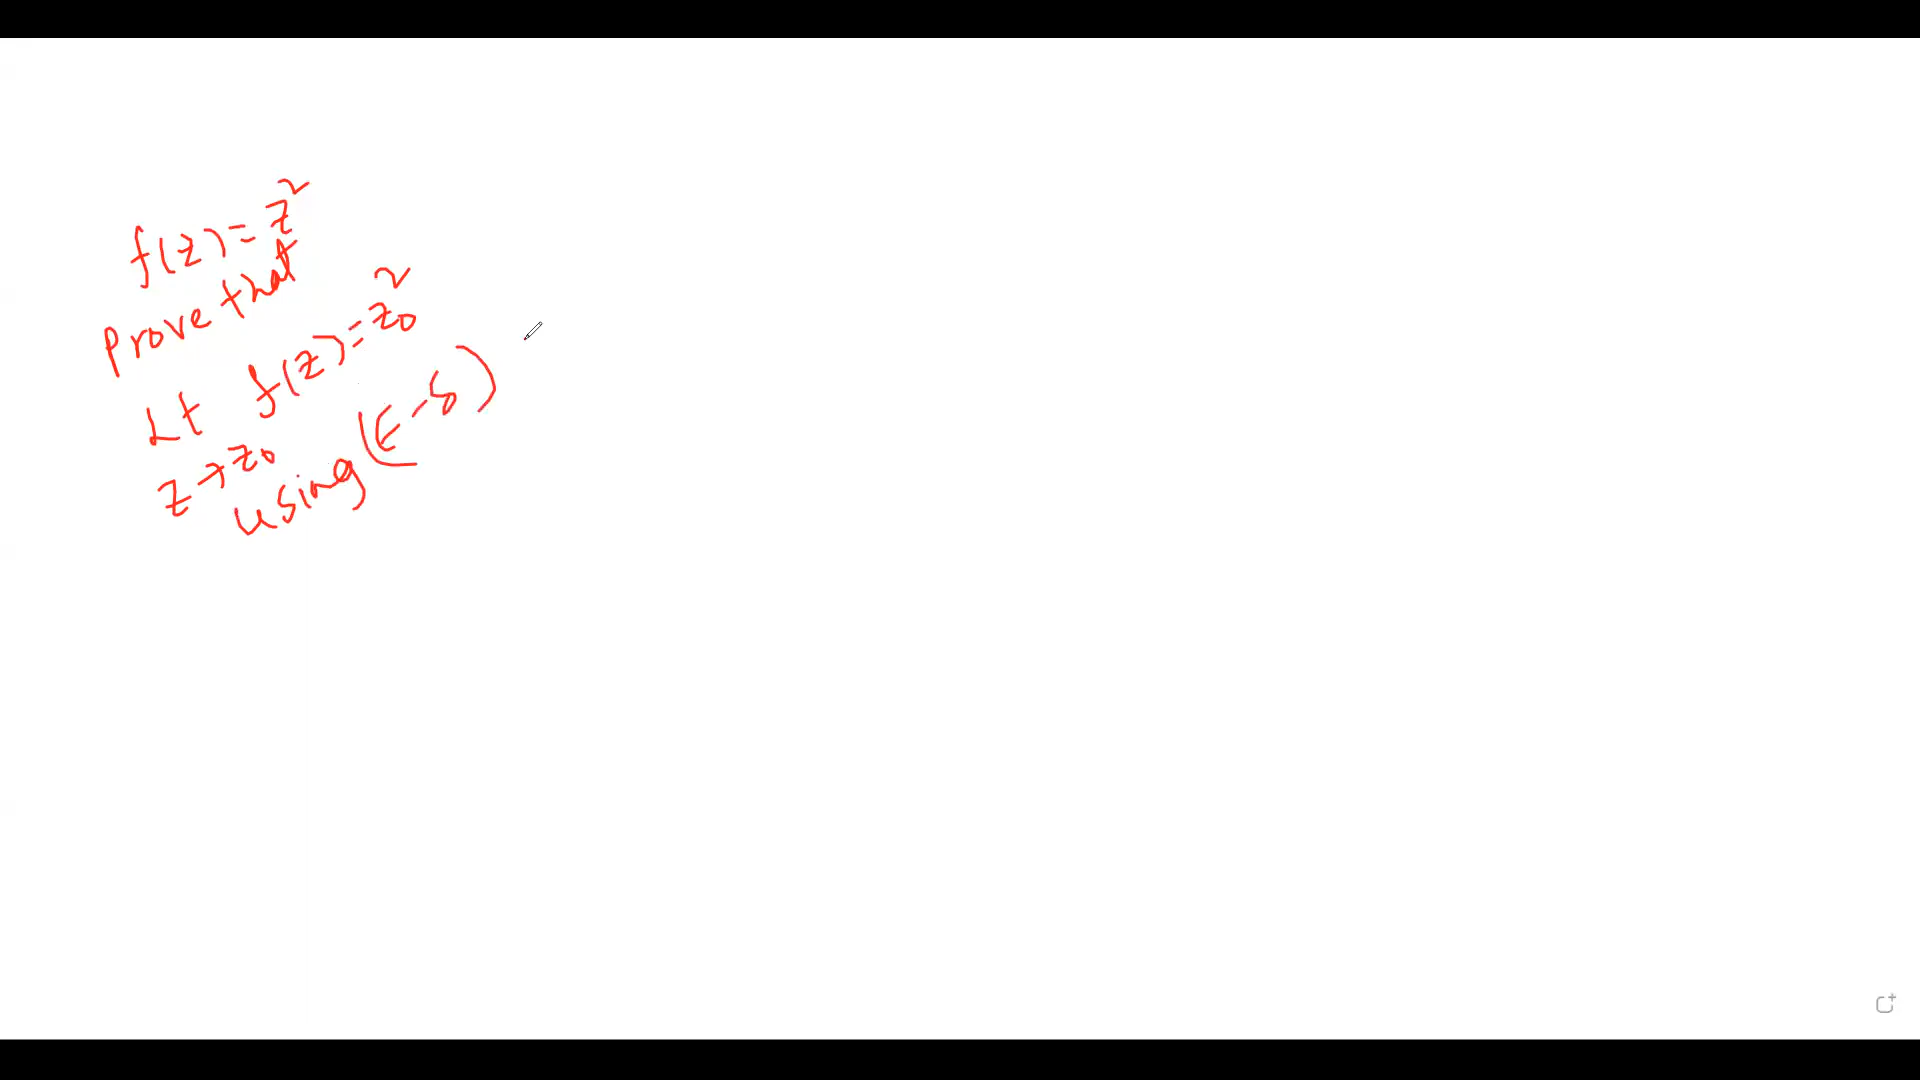 f(z) = z²
Prove that
Lt f(z) = z₀²
z→z₀
using (ε-δ)